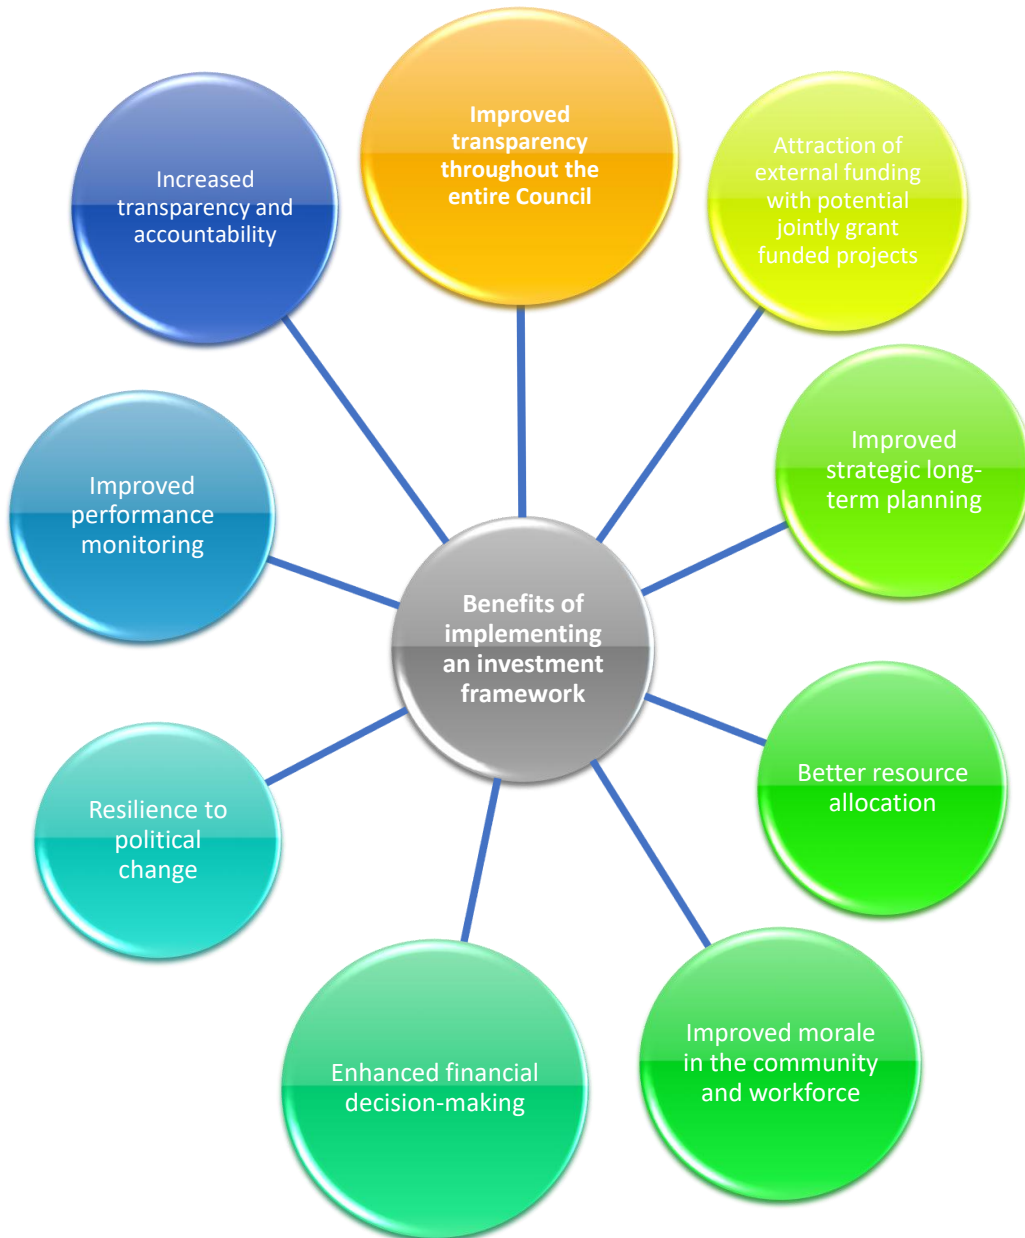 Improved
transparency
throughout the
entire Council
Attraction of
external funding
with potential
jointly grant
funded projects
Improved
strategic long-
term planning
Better resource
allocation
Improved morale
in the community
and workforce
Enhanced financial
decision-making
Resilience to
political
change
Improved
performance
monitoring
Increased
transparency and
accountability
Benefits of
implementing
an investment
framework